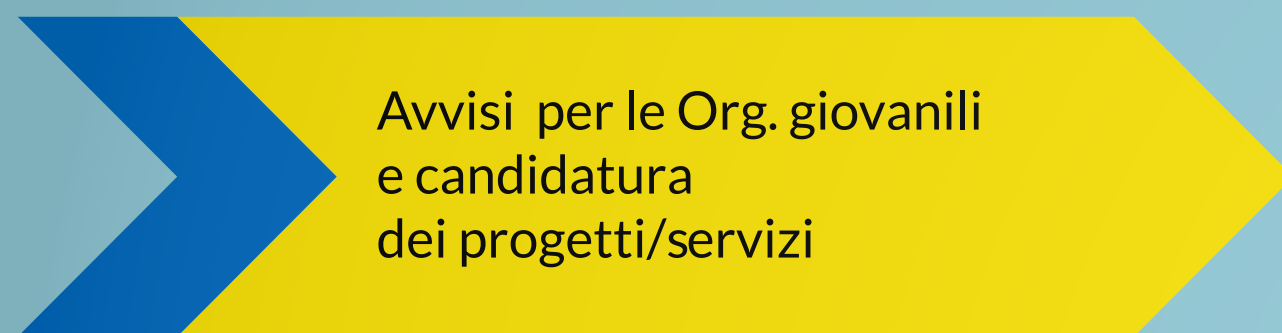 Avvisi per le Org. giovanili
e candidatura
dei progetti/servizi